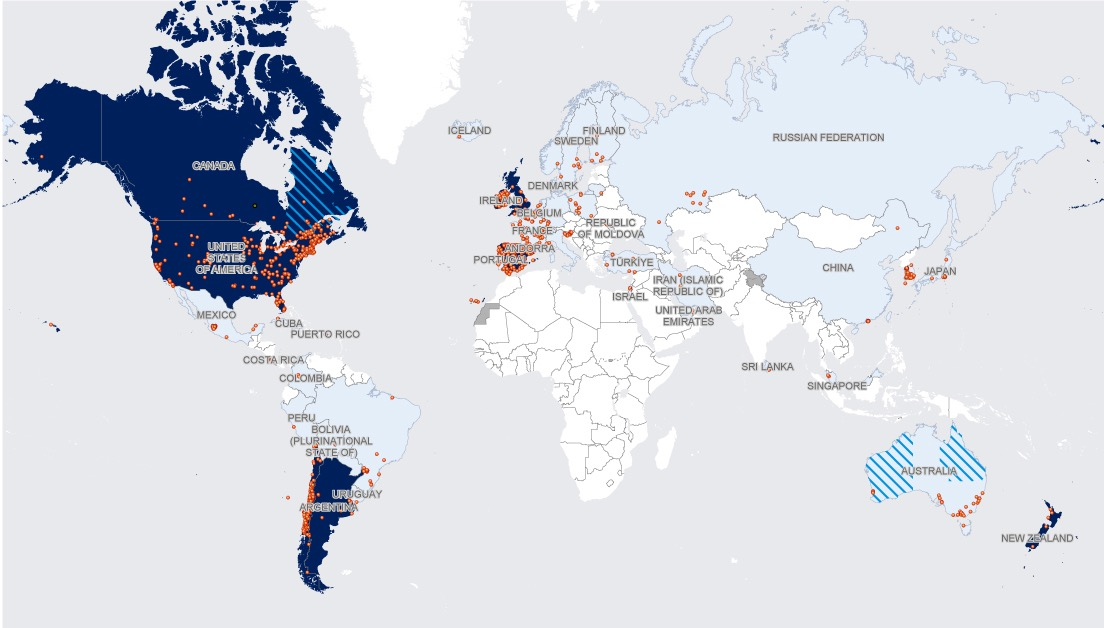 ICELAND
FINLAND
SWEDEN
RUSSIAN FEDERATION
CANADA
DENMARK
IRELAND
BELGIUM
REPUBLIC
OF MOLDOVA
FRANCE
UNITED
STATES
OF AMERICA
ANDORRA
PORTUGAL
TÜRKIYE
CHINA
JAPAN
IRAN (ISLAMIC
REPUBLIC OF)
ISRAEL
UNITED ARAB
EMIRATES
MEXICO
CUBA
PUERTO RICO
COSTA RICA
COLOMBIA
SRI LANKA
SINGAPORE
PERU
BOLIVIA
(PLURINATIONAL
STATE OF)
AUSTRALIA
URUGUAY
ARGENTINA
NEW ZEALAND